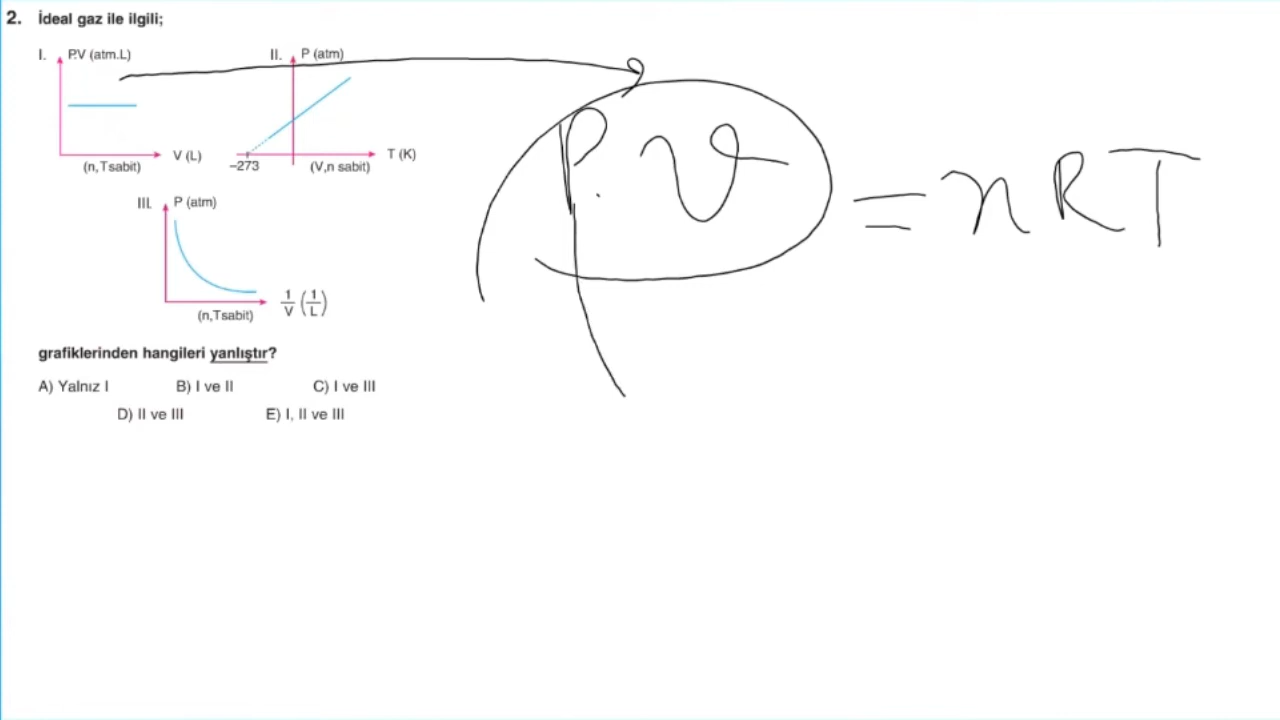 2. İdeal gaz ile ilgili;
I. P.V (atm.L)
V (L)
(n,Tsabit)
II. P (atm)
T (K)
-273
(V,n sabit)
III. P (atm)
1/V (1/L)
(n,Tsabit)
P.V = nRT
grafiklerinden hangileri yanlıştır?
A) Yalnız I B) I ve II C) I ve III
D) II ve III E) I, II ve III